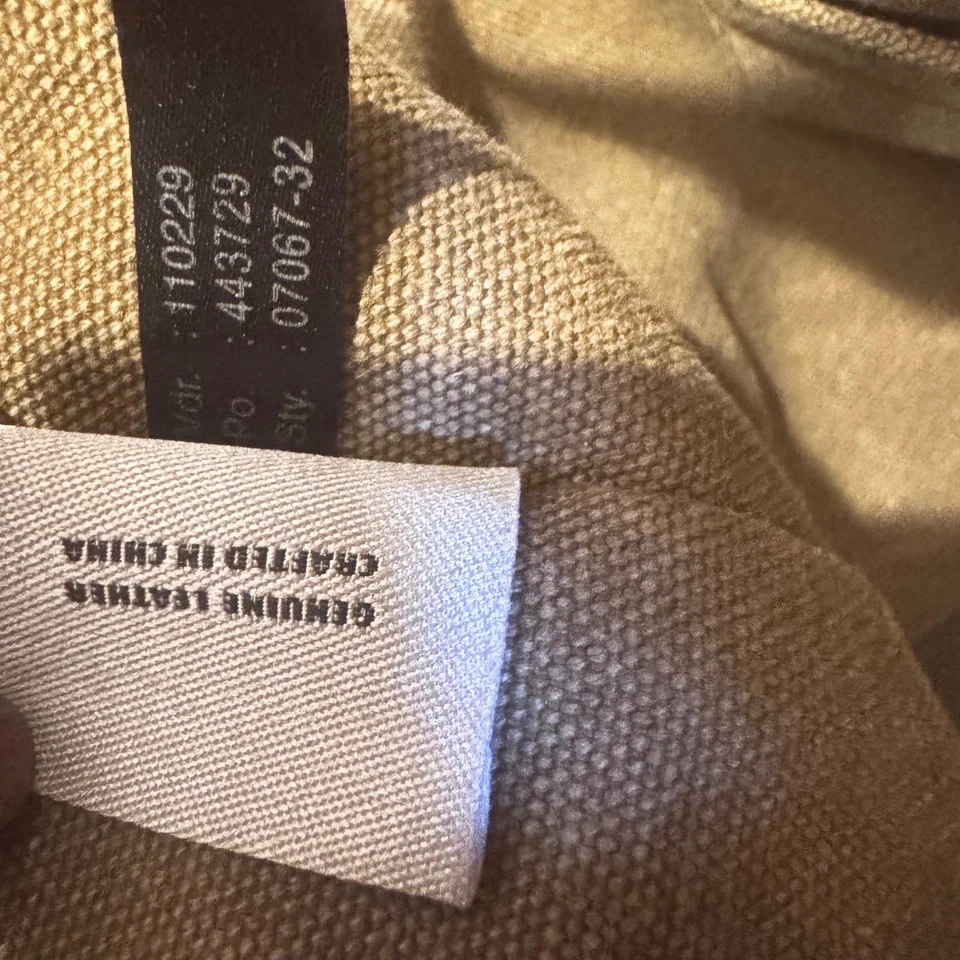 Vdr. : 110229
Po : 443729
Sty. : 07067-32
GENUINE LEATHER
CRAFTED IN CHINA